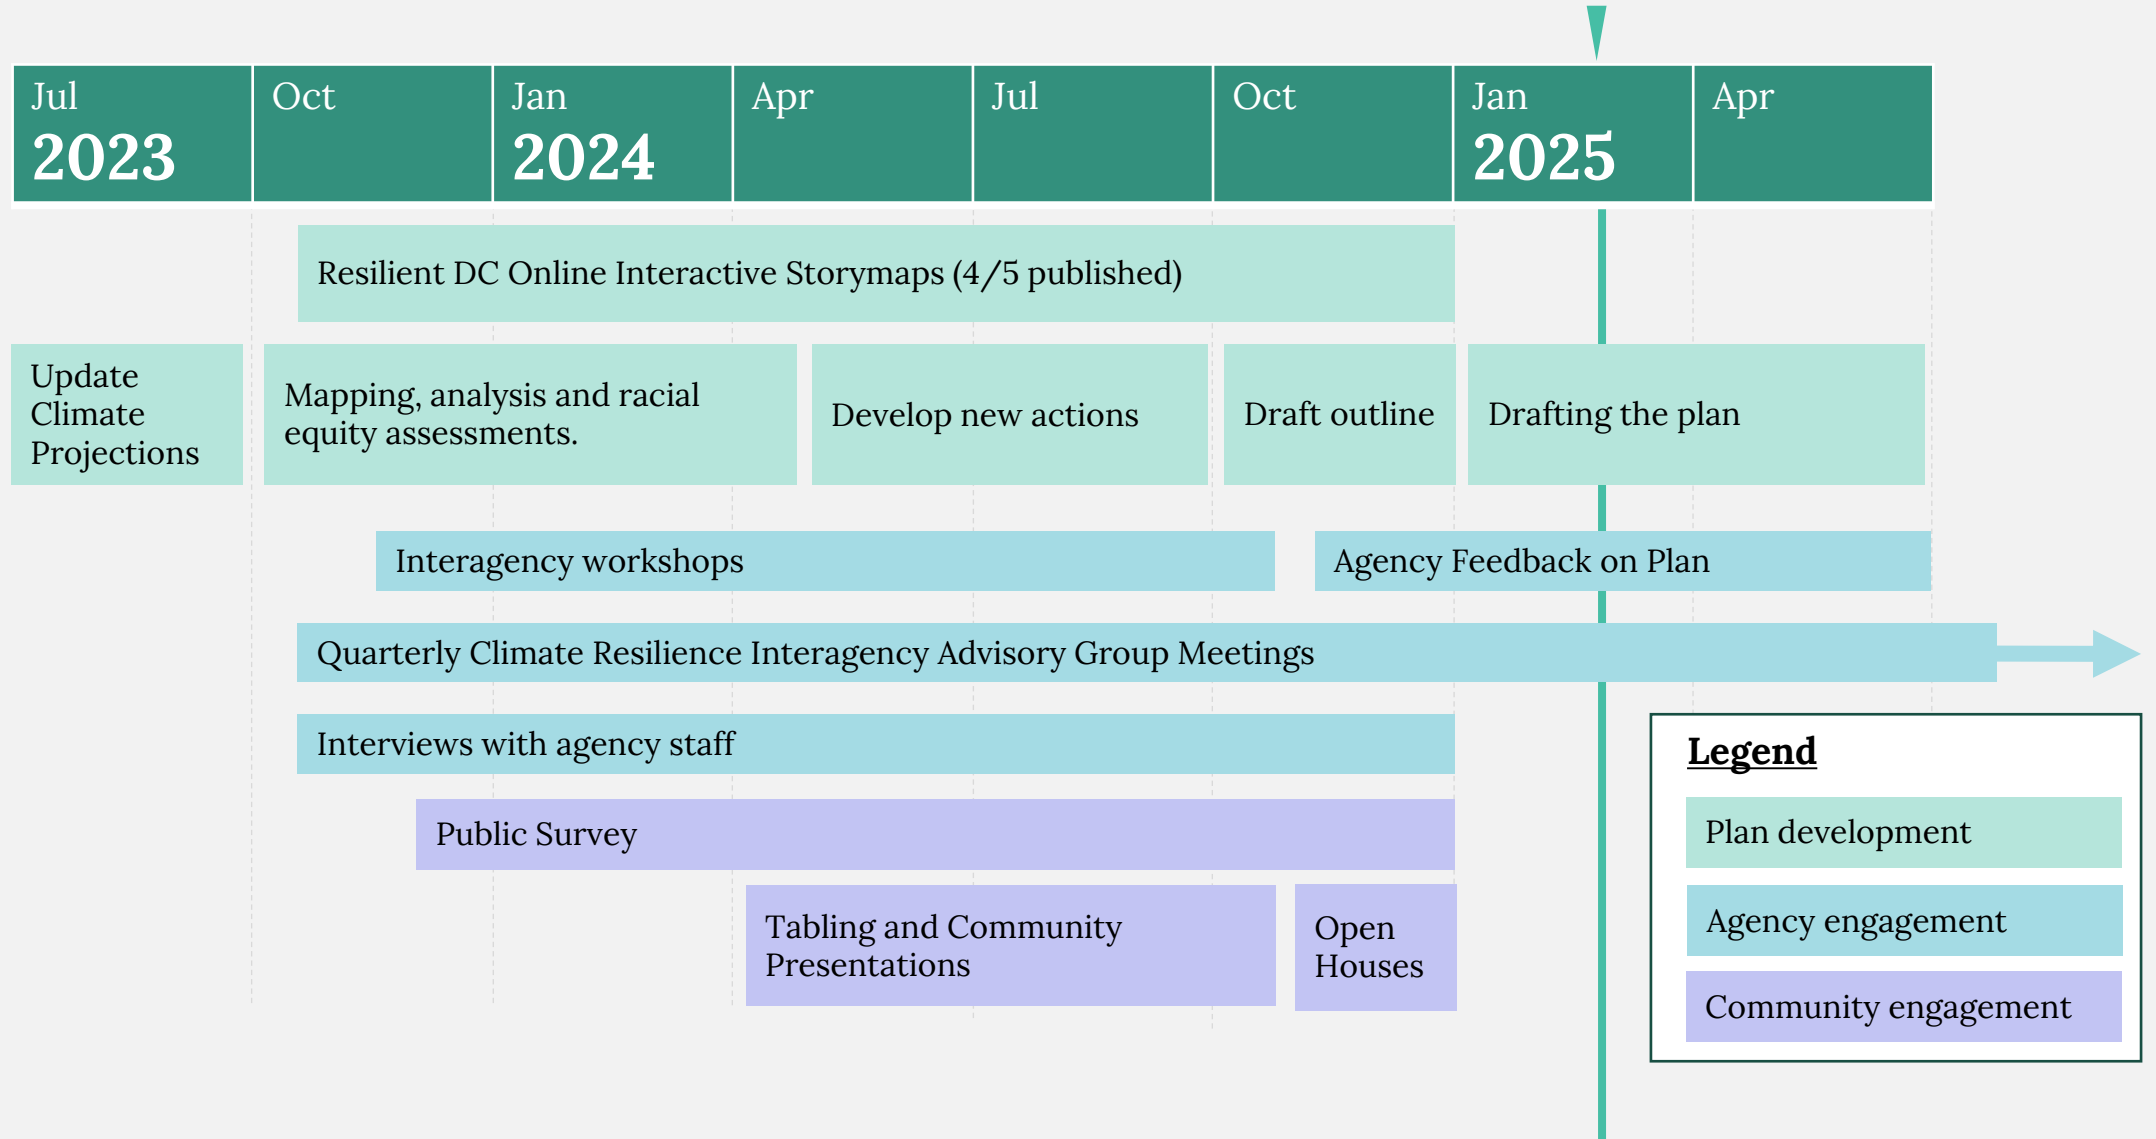 Jul
2023
Oct
Jan
2024
Apr
Jul
Oct
Jan
2025
Apr
Resilient DC Online Interactive Storymaps (4/5 published)
Update
Climate
Projections
Mapping, analysis and racial
equity assessments.
Develop new actions
Draft outline
Drafting the plan
Interagency workshops
Agency Feedback on Plan
Quarterly Climate Resilience Interagency Advisory Group Meetings
Interviews with agency staff
Public Survey
Tabling and Community
Presentations
Open
Houses
Legend
Plan development
Agency engagement
Community engagement